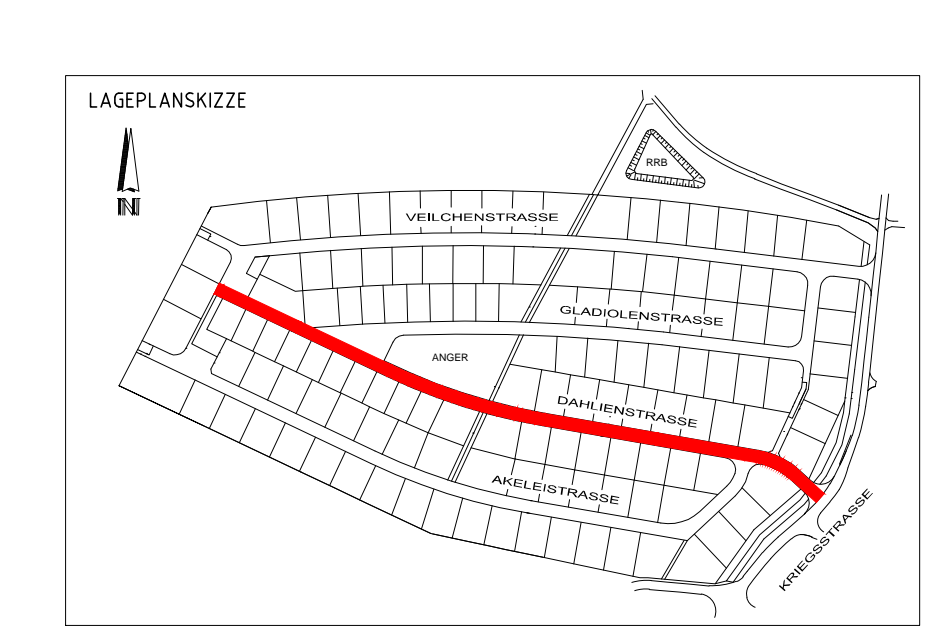 LAGEPLANSKIZZE
N
RRB
VEILCHENSTRASSE
GLADIOLENSTRASSE
ANGER
DAHLIENSTRASSE
AKELEISTRASSE
KRIEGSSTRASSE